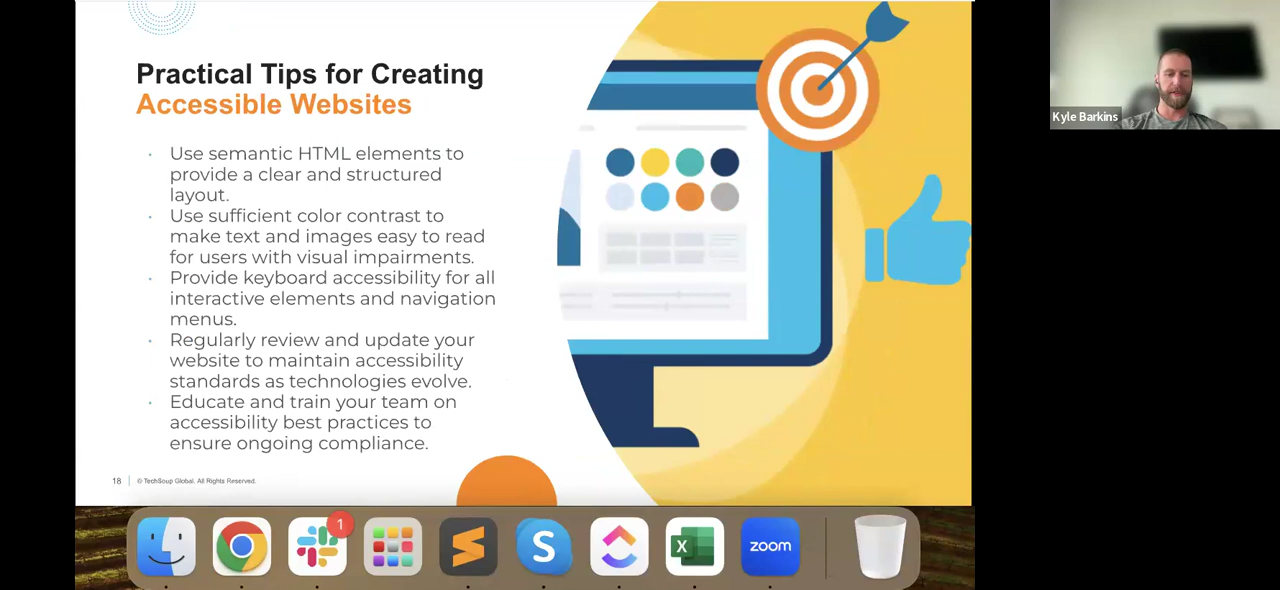 Practical Tips for Creating
Accessible Websites
Use semantic HTML elements to
provide a clear and structured
layout.
Use sufficient color contrast to
make text and images easy to read
for users with visual impairments.
Provide keyboard accessibility for all
interactive elements and navigation
menus.
Regularly review and update your
website to maintain accessibility
standards as technologies evolve.
Educate and train your team on
accessibility best practices to
ensure ongoing compliance.
18
© TechSoup Global. All Rights Reserved.
Kyle Barkins
1
S
X
zoom